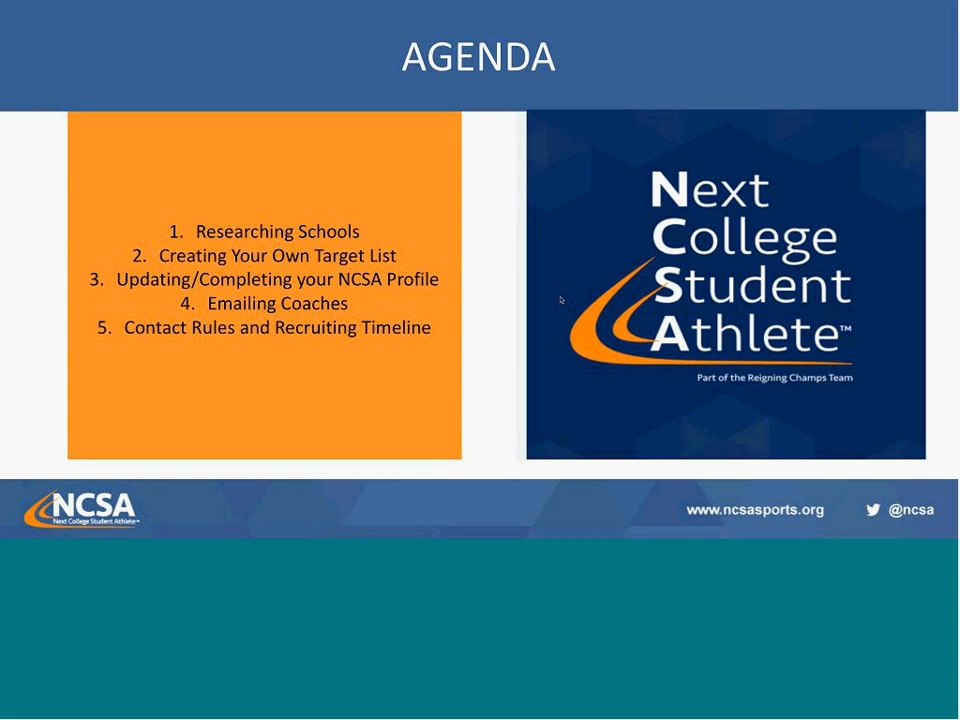 AGENDA
1. Researching Schools
2. Creating Your Own Target List
3. Updating/Completing your NCSA Profile
4. Emailing Coaches
5. Contact Rules and Recruiting Timeline
Next
College
Student
Athlete™
Part of the Reigning Champs Team
NCSA
Next College Student Athlete™
www.ncsasports.org
@ncsa